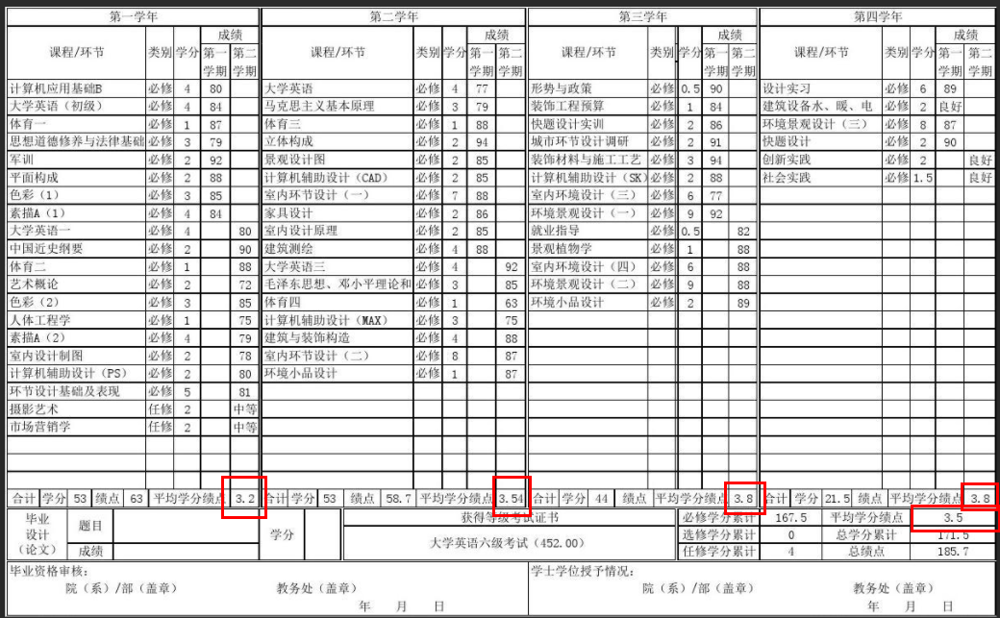 第一学年 第二学年 第三学年 第四学年
课程/环节 类别 学分 成绩 第一学期 第二学期 课程/环节 类别 学分 成绩 第一学期 第二学期 课程/环节 类别 学分 成绩 第一学期 第二学期 课程/环节 类别 学分 成绩 第一学期 第二学期
计算机应用基础B 必修 4 80 大学英语 必修 4 77 形势与政策 必修 0.5 90 设计实习 必修 6 89
大学英语（初级） 必修 4 84 马克思主义基本原理 必修 3 79 装饰工程预算 必修 1 84 建筑设备水、暖、电 必修 2 良好
体育一 必修 1 87 体育三 必修 1 88 快题设计实训 必修 2 86 环境景观设计（三） 必修 8 87
思想道德修养与法律基础 必修 3 79 立体构成 必修 2 94 城市环节设计调研 必修 2 91 快题设计 必修 2 90
军训 必修 2 92 景观设计图 必修 2 85 装饰材料与施工工艺 必修 3 94 创新实践 必修 2 良好
平面构成 必修 2 88 计算机辅助设计（CAD） 必修 2 85 计算机辅助设计（SK） 必修 2 88 社会实践 必修 1.5 良好
色彩（1） 必修 3 85 室内环节设计（一） 必修 7 88 室内环境设计（三） 必修 6 77
素描A（1） 必修 4 84 家具设计 必修 2 86 环境景观设计（一） 必修 9 92
大学英语一 必修 4 80 室内设计原理 必修 2 85 就业指导 必修 0.5 82
中国近史纲要 必修 2 90 建筑测绘 必修 4 88 景观植物学 必修 1 88
体育二 必修 1 88 大学英语三 必修 4 92 室内环境设计（四） 必修 6 88
艺术概论 必修 2 72 毛泽东思想、邓小平理论和 必修 3 85 环境景观设计（二） 必修 9 88
色彩（2） 必修 3 85 体育四 必修 1 63 环境小品设计 必修 2 89
人体工程学 必修 1 75 计算机辅助设计（MAX） 必修 3 75
素描A（2） 必修 4 79 建筑与装饰构造 必修 4 88
室内设计制图 必修 2 78 室内环节设计（二） 必修 8 87
计算机辅助设计（PS） 必修 2 80 环境小品设计 必修 1 87
环节设计基础及表现 必修 5 81
摄影艺术 任修 2 中等
市场营销学 任修 2 中等
合计 学分 53 绩点 63 平均学分绩点 3.2 合计 学分 53 绩点 58.7 平均学分绩点 3.54 合计 学分 44 绩点 平均学分绩点 3.8 合计 学分 21.5 绩点 平均学分绩点 3.8
毕业设计（论文） 题目 学分 获得等级考试证书 必修学分累计 167.5 平均学分绩点 3.5
大学英语六级考试（452.00） 选修学分累计 0 总学分累计 171.5
成绩 任修学分累计 4 总绩点 185.7
毕业资格审核： 学士学位授予情况：
院（系）/部（盖章） 教务处（盖章） 院（系）/部（盖章） 教务处（盖章）
年 月 日 年 月 日